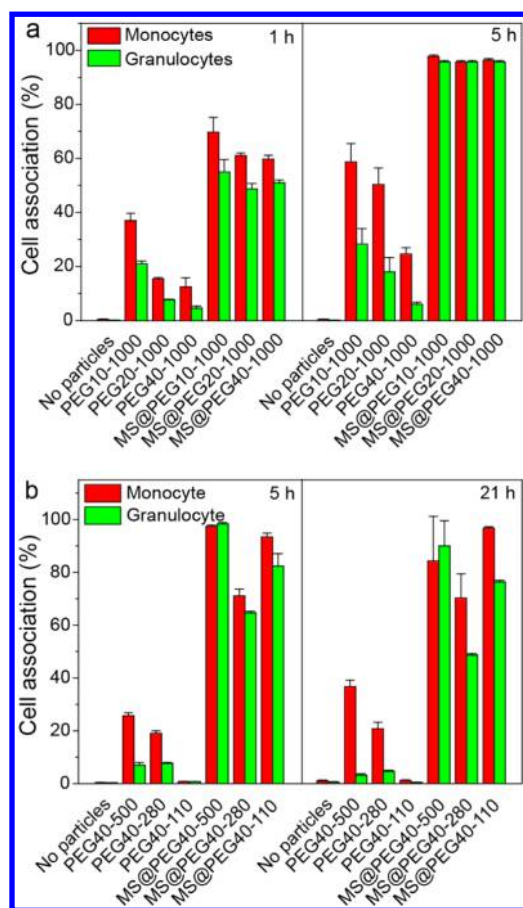 a
Monocytes
Granulocytes
1 h
5 h
Cell association (%)
100
80
60
40
20
0
No particles
PEG10-1000
PEG20-1000
PEG40-1000
MS@PEG10-1000
MS@PEG20-1000
MS@PEG40-1000
No particles
PEG10-1000
PEG20-1000
PEG40-1000
MS@PEG10-1000
MS@PEG20-1000
MS@PEG40-1000
b
Monocyte
Granulocyte
5 h
21 h
Cell association (%)
100
80
60
40
20
0
No particles
PEG40-500
PEG40-280
PEG40-110
MS@PEG40-500
MS@PEG40-280
MS@PEG40-110
No particles
PEG40-500
PEG40-280
PEG40-110
MS@PEG40-500
MS@PEG40-280
MS@PEG40-110